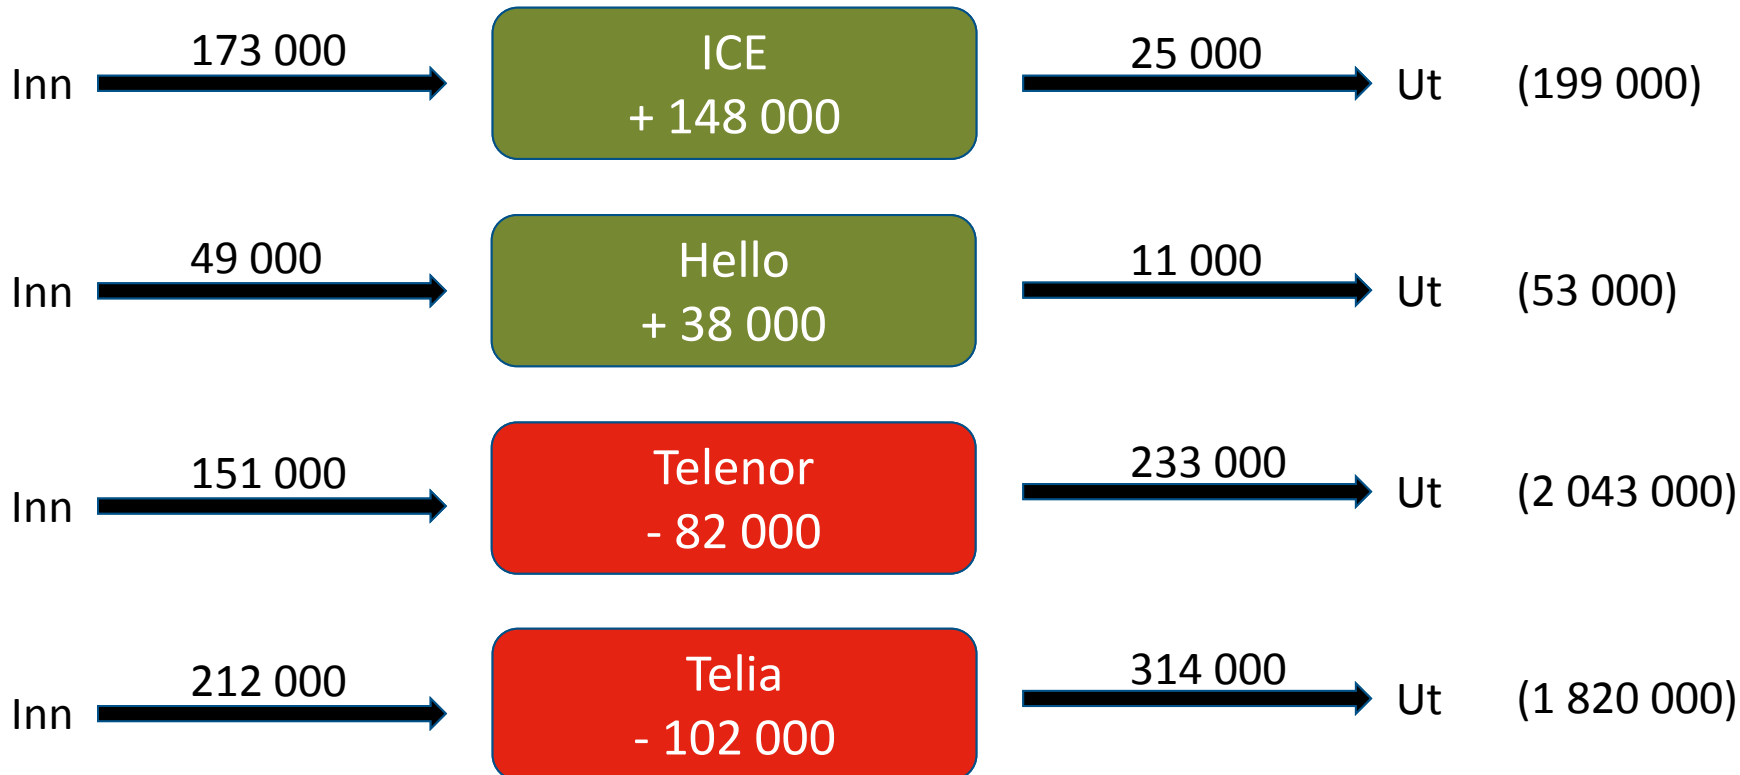 173 000
ICE
25 000
Inn
+ 148 000
Ut
(199 000)
49 000
Hello
11 000
Inn
+ 38 000
Ut
(53 000)
151 000
Telenor
233 000
Inn
- 82 000
Ut
(2 043 000)
212 000
Telia
314 000
Inn
- 102 000
Ut
(1 820 000)